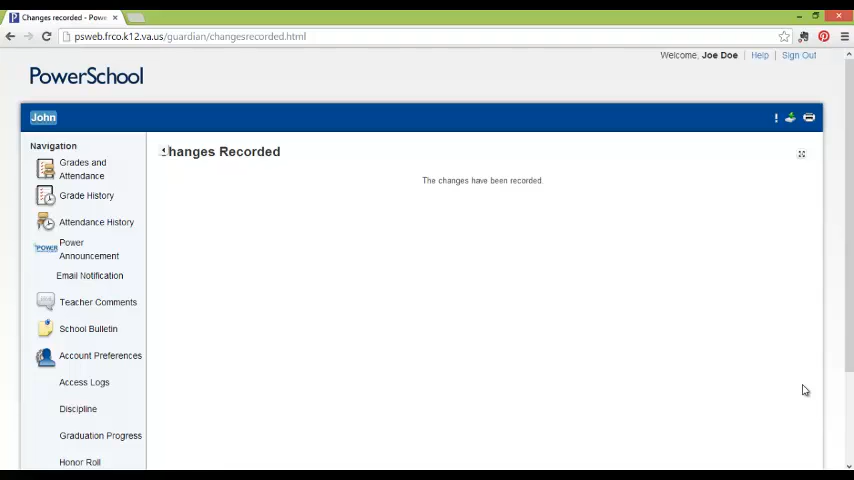 Changes recorded - Powe
psweb.frco.k12.va.us/guardian/changesrecorded.html
Welcome, Joe Doe | Help | Sign Out
PowerSchool
John
Navigation
Grades and
Attendance
Grade History
Attendance History
Power
Announcement
POWER
Email Notification
Teacher Comments
School Bulletin
Account Preferences
Access Logs
Discipline
Graduation Progress
Honor Roll
Changes Recorded
The changes have been recorded